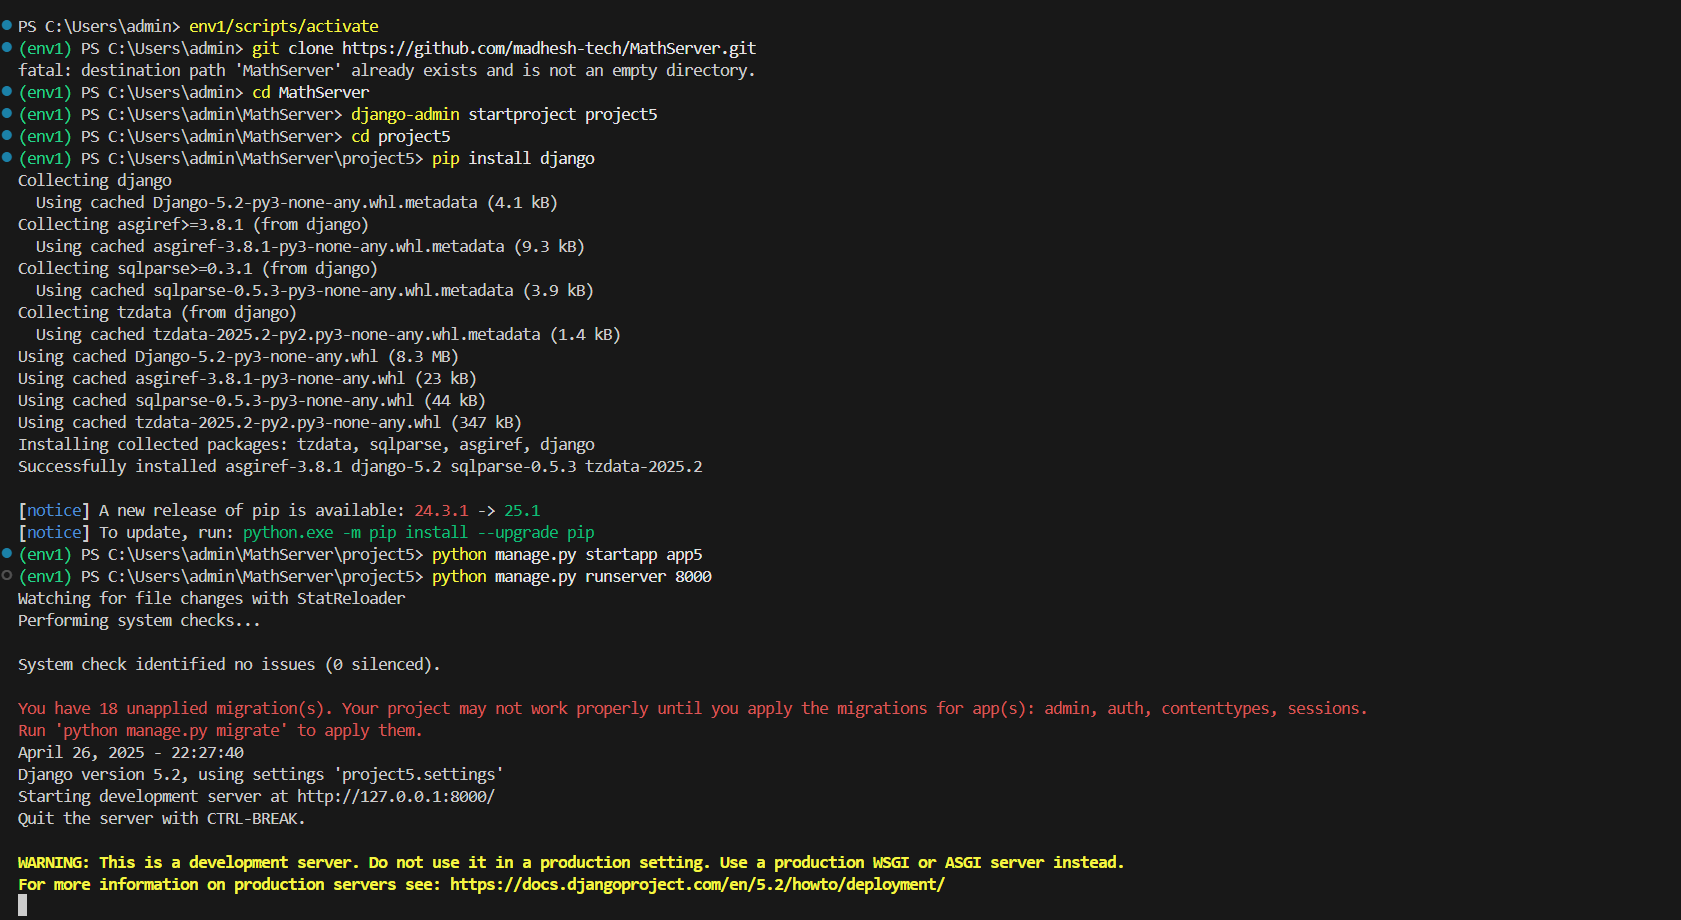 PS C:\Users\admin> env1/scripts/activate
(env1) PS C:\Users\admin> git clone https://github.com/madhesh-tech/MathServer.git
fatal: destination path 'MathServer' already exists and is not an empty directory.
(env1) PS C:\Users\admin> cd MathServer
(env1) PS C:\Users\admin\MathServer> django-admin startproject project5
(env1) PS C:\Users\admin\MathServer> cd project5
(env1) PS C:\Users\admin\MathServer\project5> pip install django
Collecting django
  Using cached Django-5.2-py3-none-any.whl.metadata (4.1 kB)
Collecting asgiref>=3.8.1 (from django)
  Using cached asgiref-3.8.1-py3-none-any.whl.metadata (9.3 kB)
Collecting sqlparse>=0.3.1 (from django)
  Using cached sqlparse-0.5.3-py3-none-any.whl.metadata (3.9 kB)
Collecting tzdata (from django)
  Using cached tzdata-2025.2-py2.py3-none-any.whl.metadata (1.4 kB)
Using cached Django-5.2-py3-none-any.whl (8.3 MB)
Using cached asgiref-3.8.1-py3-none-any.whl (23 kB)
Using cached sqlparse-0.5.3-py3-none-any.whl (44 kB)
Using cached tzdata-2025.2-py2.py3-none-any.whl (347 kB)
Installing collected packages: tzdata, sqlparse, asgiref, django
Successfully installed asgiref-3.8.1 django-5.2 sqlparse-0.5.3 tzdata-2025.2

[notice] A new release of pip is available: 24.3.1 -> 25.1
[notice] To update, run: python.exe -m pip install --upgrade pip
(env1) PS C:\Users\admin\MathServer\project5> python manage.py startapp app5
(env1) PS C:\Users\admin\MathServer\project5> python manage.py runserver 8000
Watching for file changes with StatReloader
Performing system checks...

System check identified no issues (0 silenced).

You have 18 unapplied migration(s). Your project may not work properly until you apply the migrations for app(s): admin, auth, contenttypes, sessions.
Run 'python manage.py migrate' to apply them.
April 26, 2025 - 22:27:40
Django version 5.2, using settings 'project5.settings'
Starting development server at http://127.0.0.1:8000/
Quit the server with CTRL-BREAK.

WARNING: This is a development server. Do not use it in a production setting. Use a production WSGI or ASGI server instead.
For more information on production servers see: https://docs.djangoproject.com/en/5.2/howto/deployment/